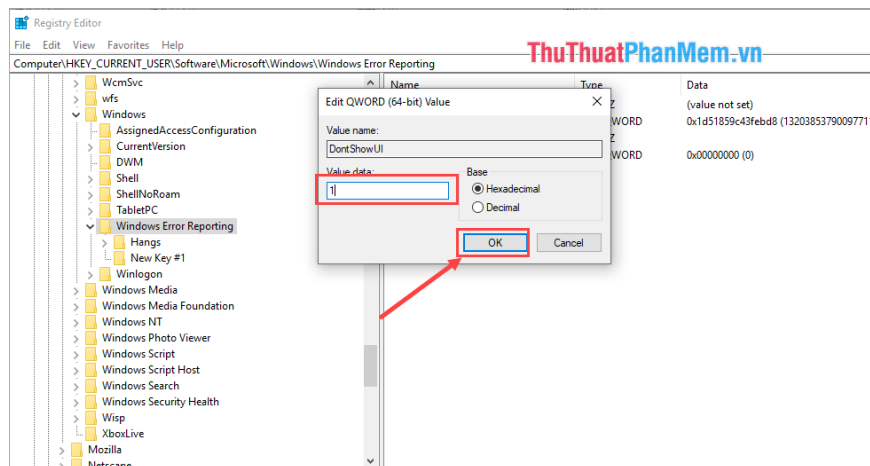 Registry Editor
File Edit View Favorites Help
ThuThuatPhanMem.vn
Computer\HKEY_CURRENT_USER\Software\Microsoft\Windows\Windows Error Reporting
WcmSvc
wfs
Windows
AssignedAccessConfiguration
CurrentVersion
DWM
Shell
ShellNoRoam
TabletPC
Windows Error Reporting
Hangs
New Key #1
Winlogon
Windows Media
Windows Media Foundation
Windows NT
Windows Photo Viewer
Windows Script
Windows Script Host
Windows Search
Windows Security Health
Wisp
XboxLive
Mozilla
Netscape
Name Type Data
(value not set)
WORD 0x1d51859c43febd8 (1320385379009771
Z
WORD 0x00000000 (0)
Edit QWORD (64-bit) Value
Value name:
DontShowUI
Value data:
1
Base
Hexadecimal
Decimal
OK Cancel